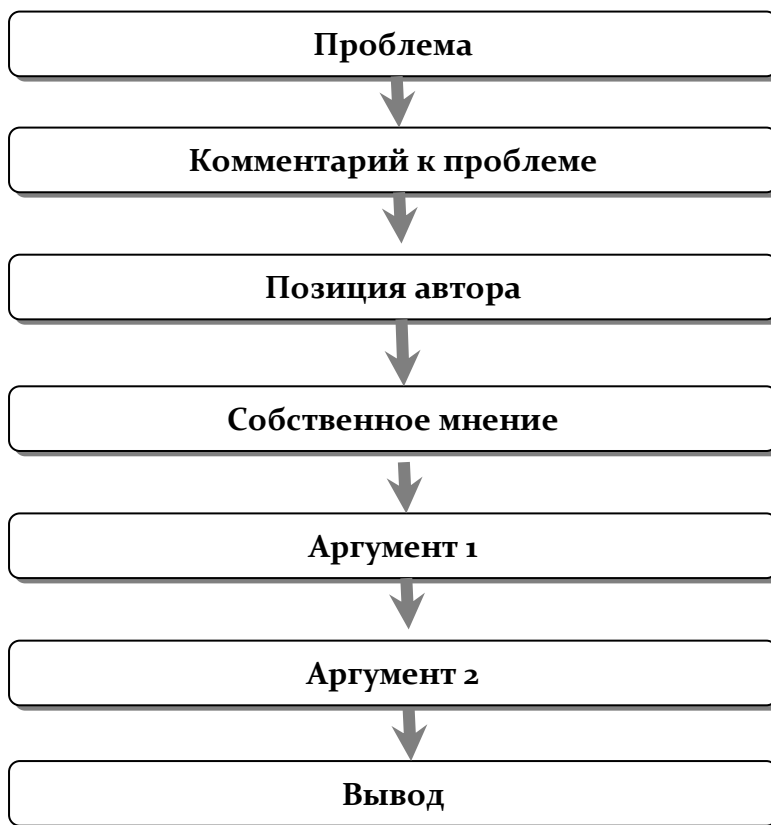 Проблема
Комментарий к проблеме
Позиция автора
Собственное мнение
Аргумент 1
Аргумент 2
Вывод